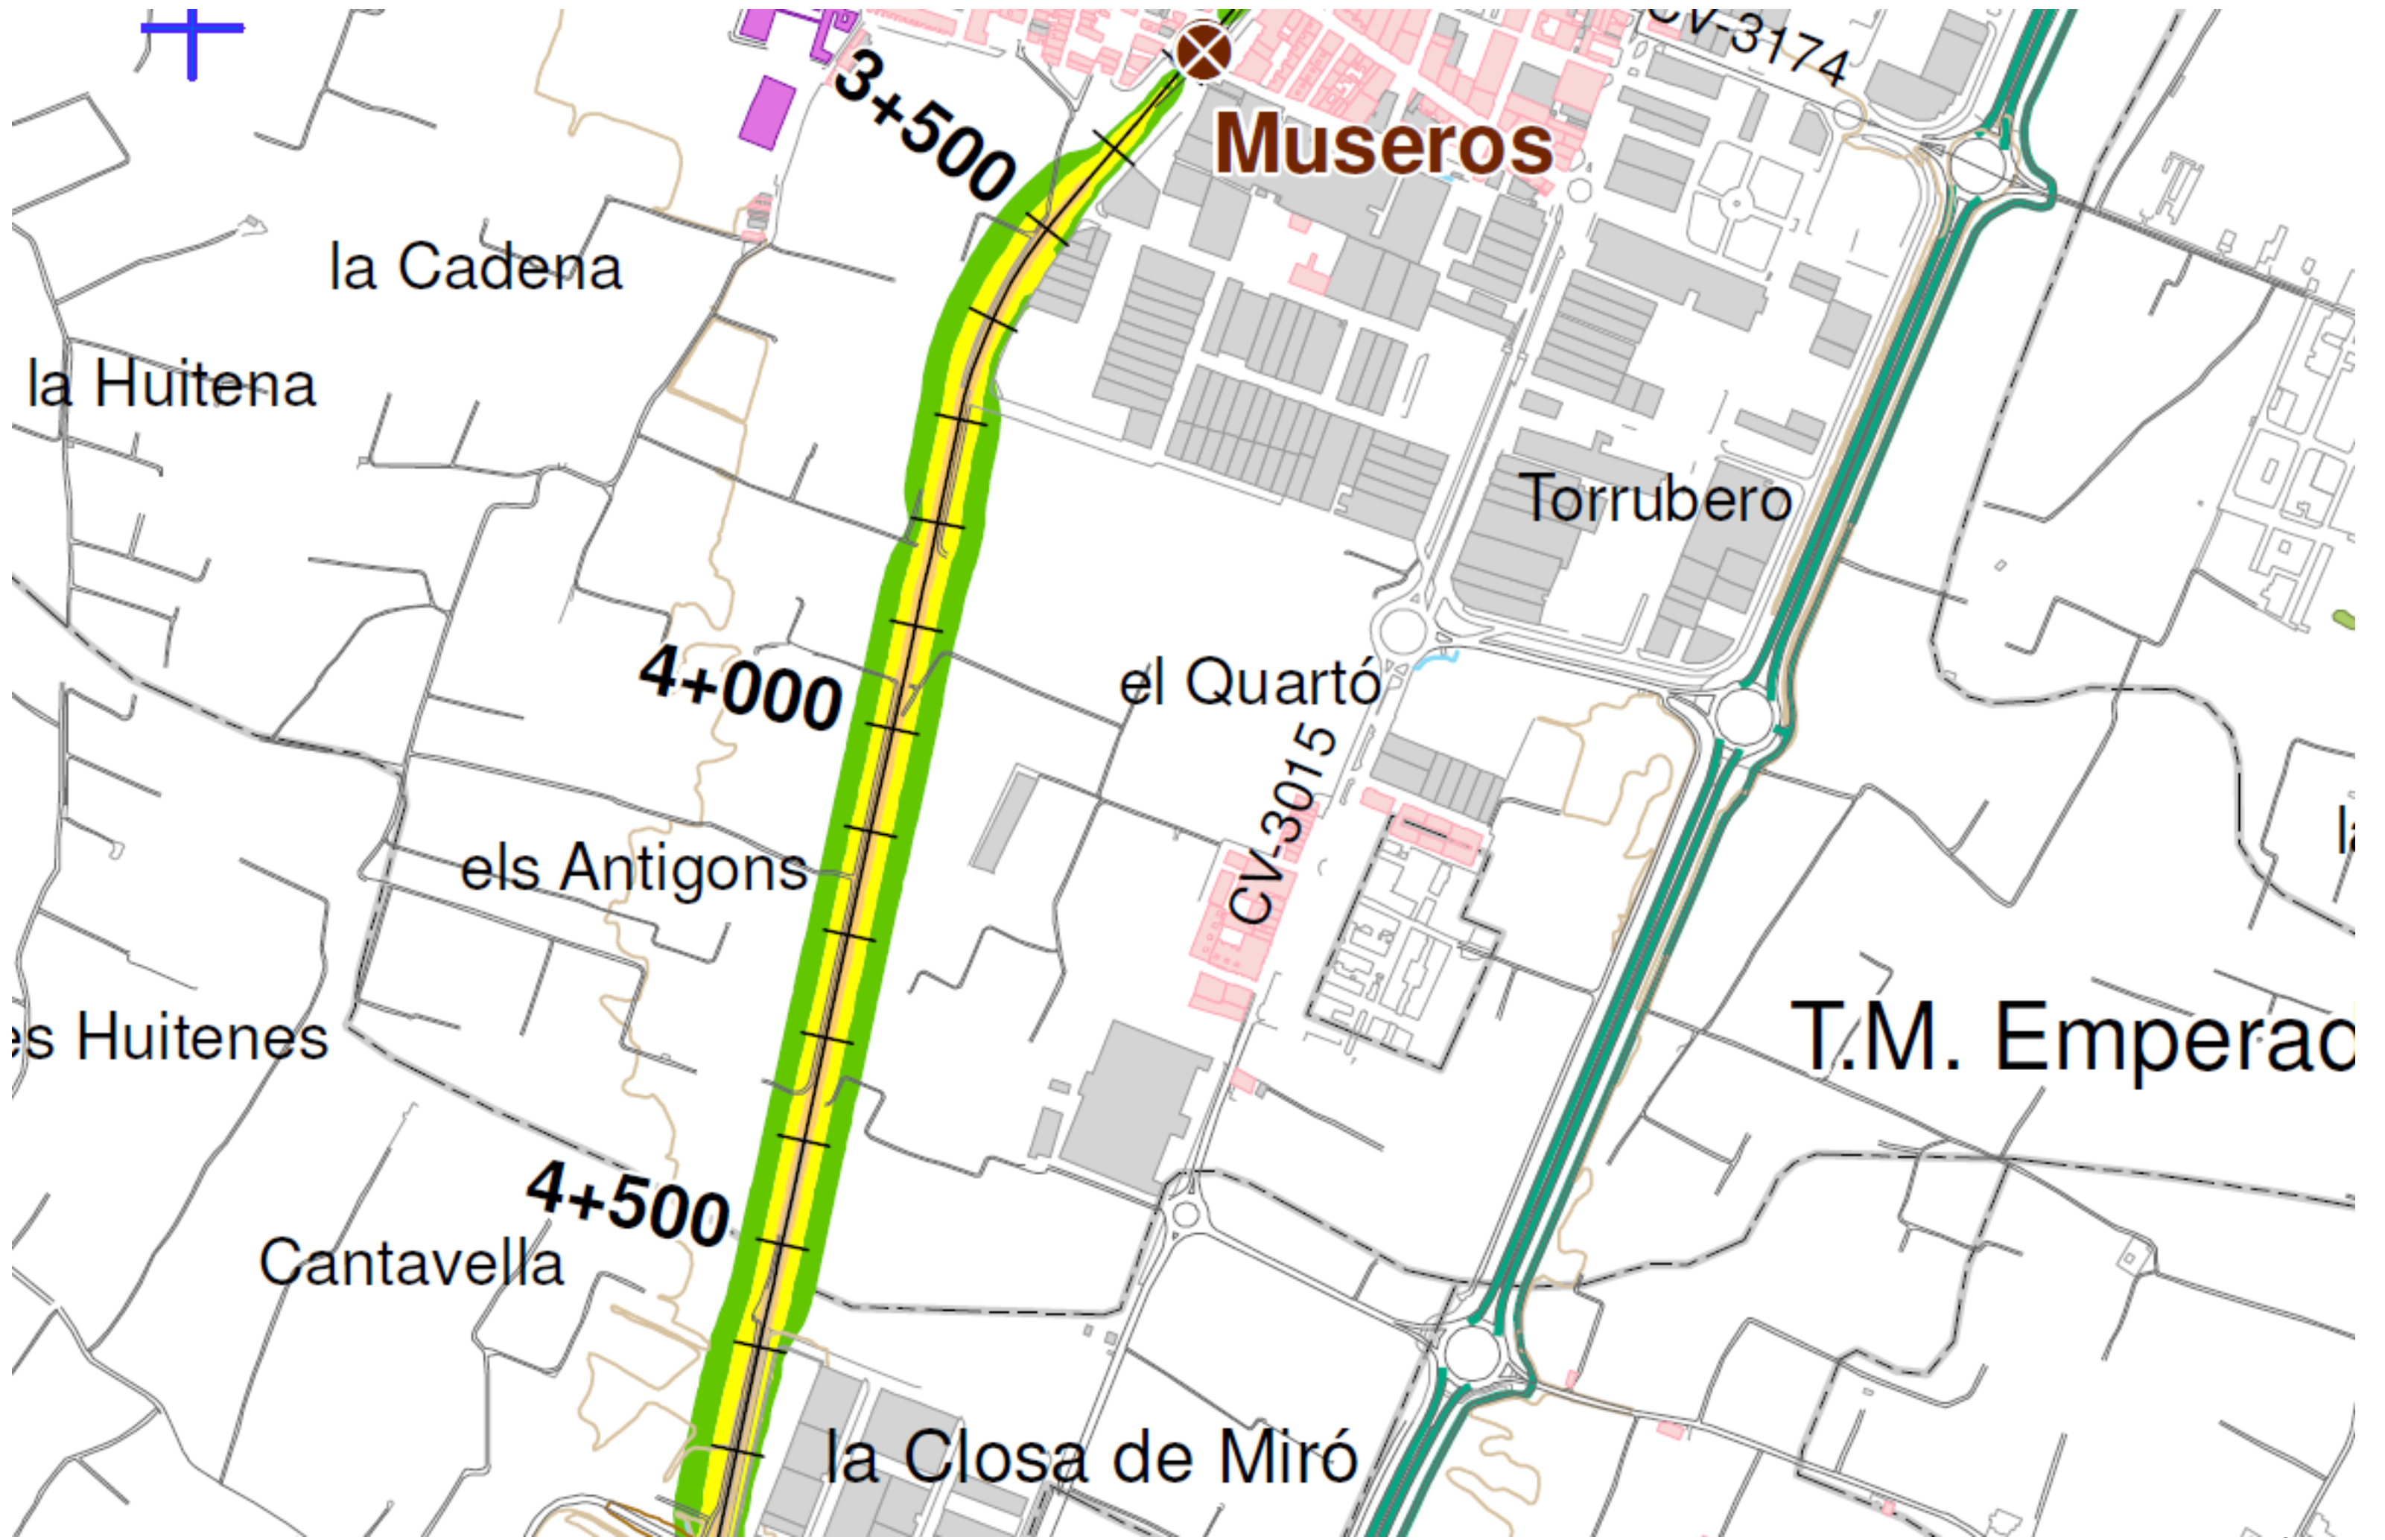 CV-3174
3+500
Museros
la Cadena
la Huitena
Torrubero
4+000
el Quartó
CV-3015
els Antigons
es Huitenes
T.M. Emperad
4+500
Cantavella
la Closa de Miró